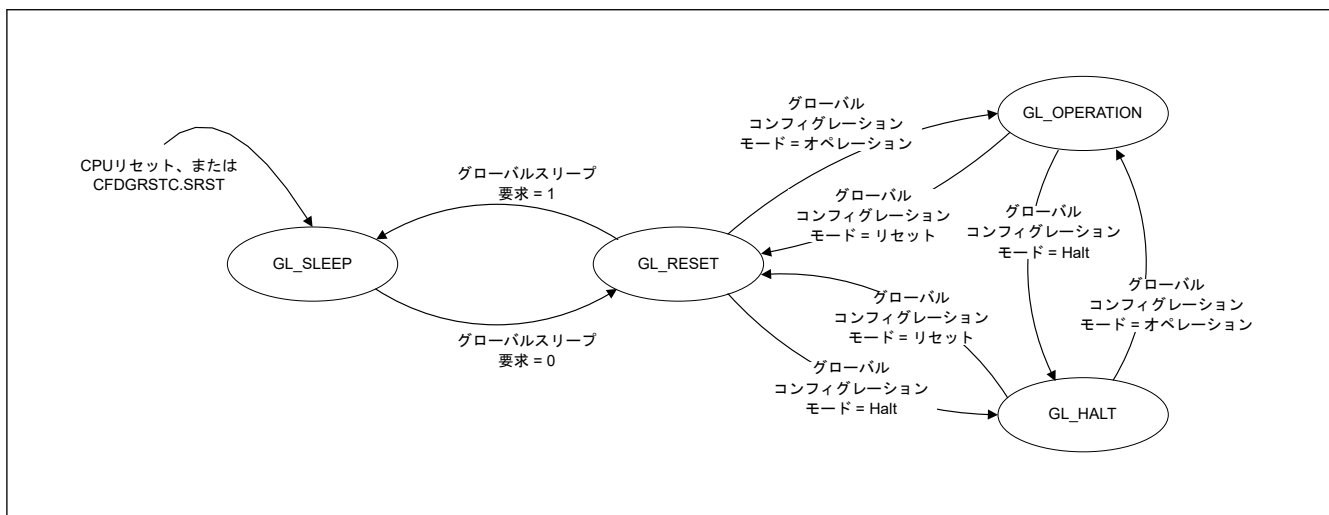 CPUリセット、または
CFDGRSTC.SRST
GL_SLEEP
グローバルスリープ
要求 = 1
グローバルスリープ
要求 = 0
GL_RESET
グローバル
コンフィグレーション
モード = オペレーション
グローバル
コンフィグレーション
モード = リセット
グローバル
コンフィグレーション
モード = リセット
グローバル
コンフィグレーション
モード = Halt
GL_OPERATION
グローバル
コンフィグレーション
モード = Halt
グローバル
コンフィグレーション
モード = オペレーション
GL_HALT